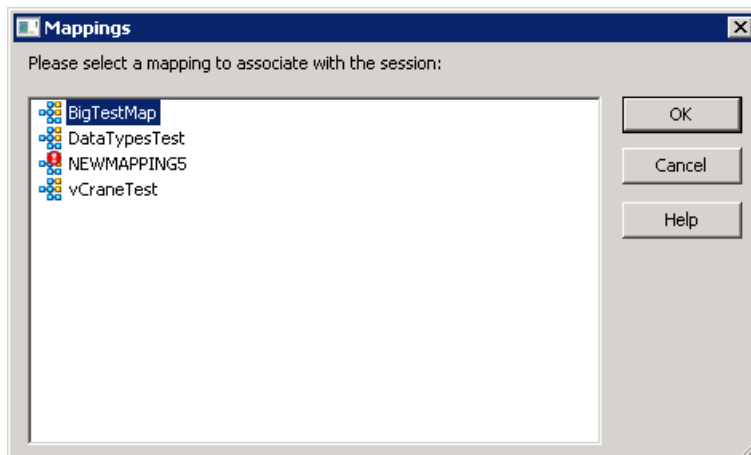 Mappings
Please select a mapping to associate with the session:
BigTestMap
DataTypesTest
NEWMAPPING5
vCraneTest
OK
Cancel
Help